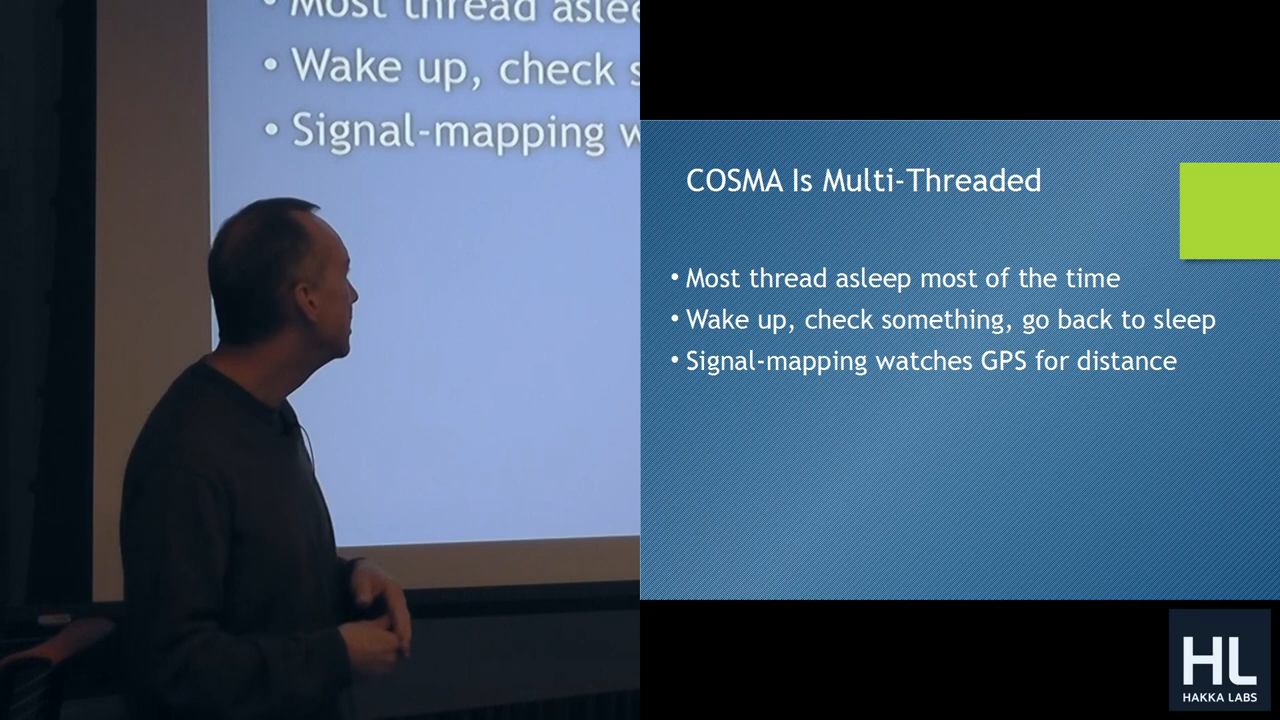 Most thread asle
• Wake up, check s
• Signal-mapping w
COSMA Is Multi-Threaded
• Most thread asleep most of the time
• Wake up, check something, go back to sleep
• Signal-mapping watches GPS for distance
HL
HAKKA LABS